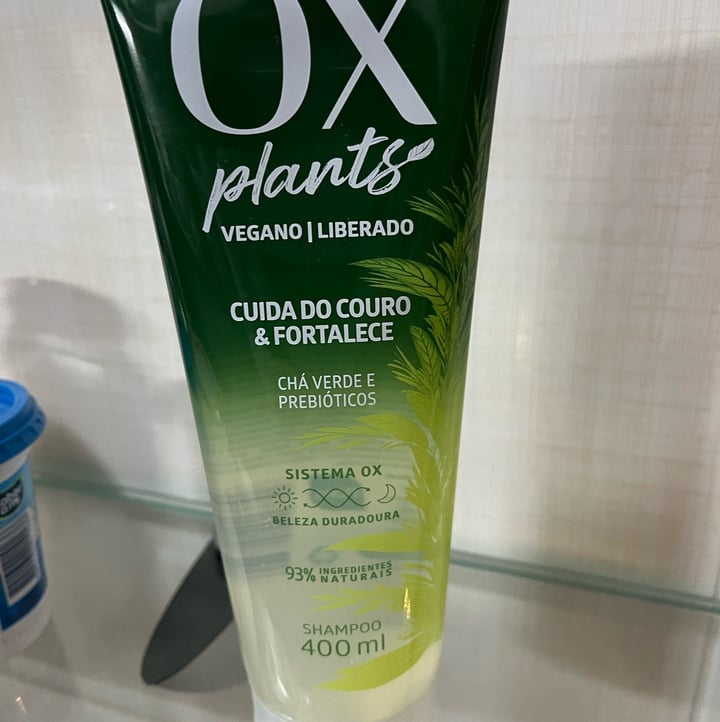 OX
plants
VEGANO | LIBERADO
CUIDA DO COURO
& FORTALECE
CHÁ VERDE E
PREBIÓTICOS
SISTEMA OX
BELEZA DURADOURA
93% INGREDIENTES
NATURAIS
SHAMPOO
400 ml